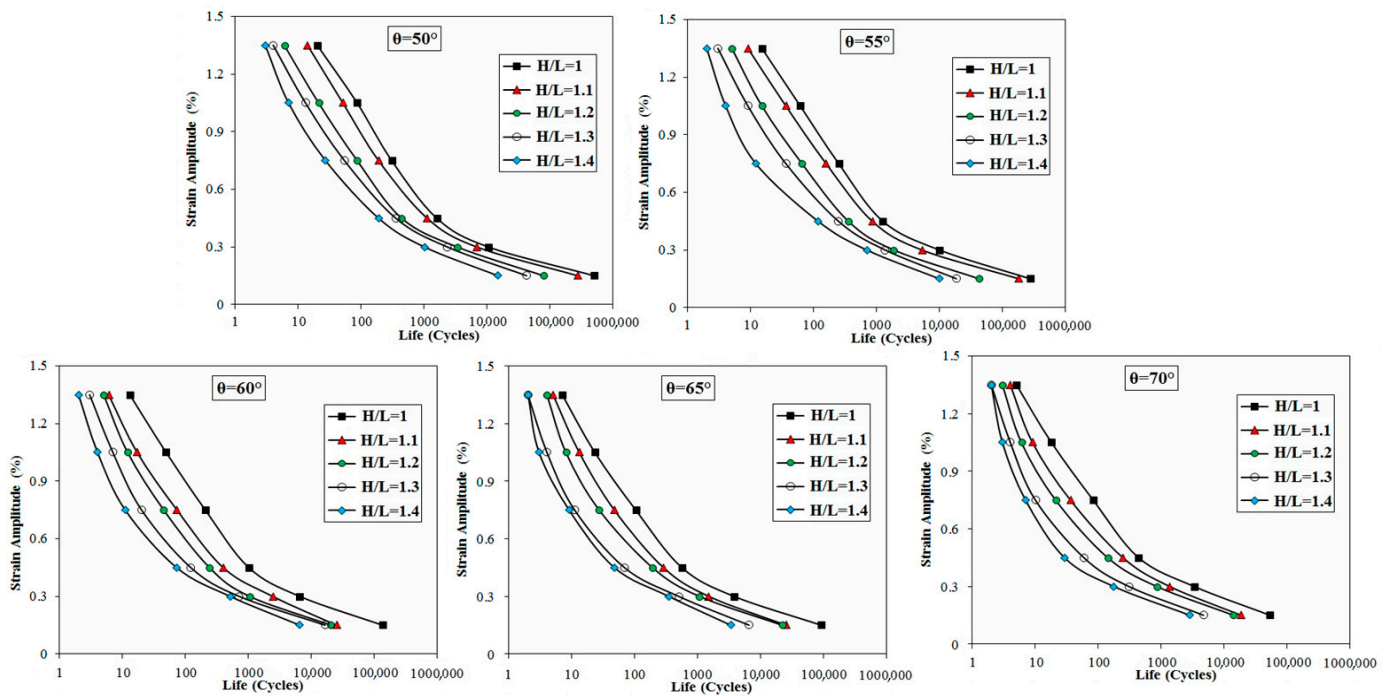 θ=50°
1.5
1.2
0.9
0.6
0.3
0
Strain Amplitude (%)
H/L=1
H/L=1.1
H/L=1.2
H/L=1.3
H/L=1.4
1 10 100 1000 10,000 100,000 1000,000
Life (Cycles)
θ=55°
1.5
1.2
0.9
0.6
0.3
0
Strain Amplitude (%)
H/L=1
H/L=1.1
H/L=1.2
H/L=1.3
H/L=1.4
1 10 100 1000 10,000 100,000 1000,000
Life (Cycles)
θ=60°
1.5
1.2
0.9
0.6
0.3
0
Strain Amplitude (%)
H/L=1
H/L=1.1
H/L=1.2
H/L=1.3
H/L=1.4
1 10 100 1000 10,000 100,000 1000,000
Life (Cycles)
θ=65°
1.5
1.2
0.9
0.6
0.3
0
Strain Amplitude (%)
H/L=1
H/L=1.1
H/L=1.2
H/L=1.3
H/L=1.4
1 10 100 1000 10,000 100,000 1000,000
Life (Cycles)
θ=70°
1.5
1.2
0.9
0.6
0.3
0
Strain Amplitude (%)
H/L=1
H/L=1.1
H/L=1.2
H/L=1.3
H/L=1.4
1 10 100 1000 10,000 100,000 1000,000
Life (Cycles)